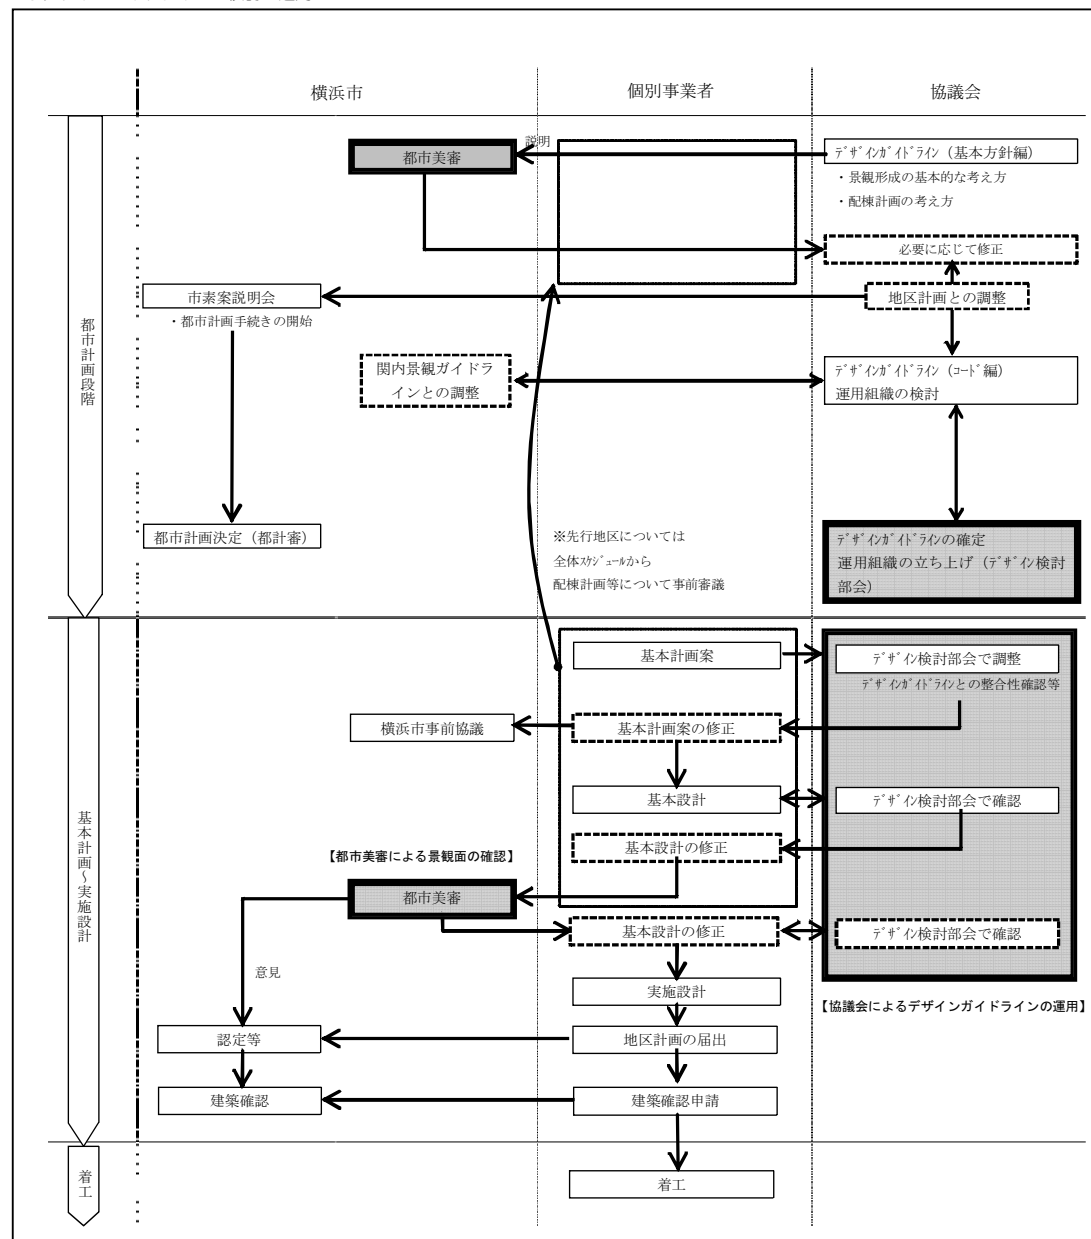 横浜市
個別事業者
協議会
都市計画段階
都市美審
説明
デザインガイドライン（基本方針編）
・景観形成の基本的な考え方
・配棟計画の考え方
必要に応じて修正
市素案説明会
・都市計画手続きの開始
地区計画との調整
関内景観ガイドラ
インとの調整
デザインガイドライン（コード編）
運用組織の検討
都市計画決定（都計審）
※先行地区については
全体スケジュールから
配棟計画等について事前審議
デザインガイドラインの確定
運用組織の立ち上げ（デザイン検討
部会）
基本計画～実施設計
基本計画案
デザイン検討部会で調整
デザインガイドラインとの整合性確認等
横浜市事前協議
基本計画案の修正
基本設計
デザイン検討部会で確認
基本設計の修正
【都市美審による景観面の確認】
都市美審
基本設計の修正
デザイン検討部会で確認
意見
実施設計
【協議会によるデザインガイドラインの運用】
認定等
地区計画の届出
建築確認
建築確認申請
着工
着工